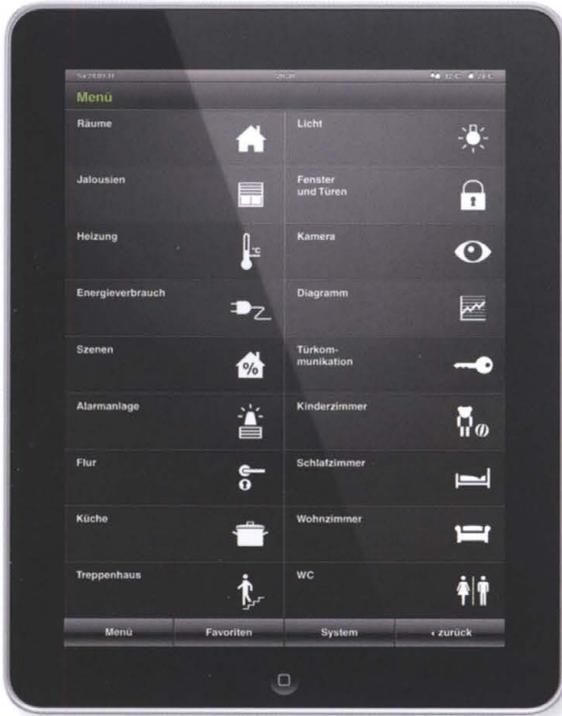 Menü
Räume
Licht
Jalousien
Fenster
und Türen
Heizung
°C
Kamera
Energieverbrauch
Diagramm
Szenen
%
Türkom-
munikation
Alarmanlage
Kinderzimmer
Flur
Schlafzimmer
Küche
Wohnzimmer
Treppenhaus
WC
Menü
Favoriten
System
‹ zurück